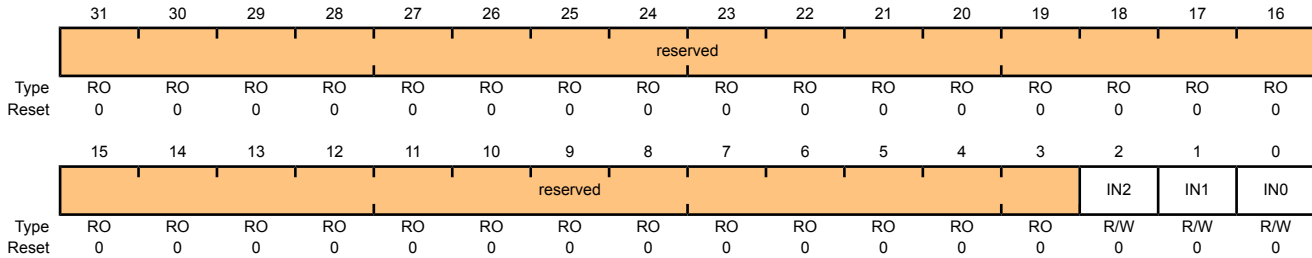 31 30 29 28 27 26 25 24 23 22 21 20 19 18 17 16
reserved
Type RO RO RO RO RO RO RO RO RO RO RO RO RO RO RO RO
Reset 0 0 0 0 0 0 0 0 0 0 0 0 0 0 0 0
15 14 13 12 11 10 9 8 7 6 5 4 3 2 1 0
reserved IN2 IN1 IN0
Type RO RO RO RO RO RO RO RO RO RO RO RO RO R/W R/W R/W
Reset 0 0 0 0 0 0 0 0 0 0 0 0 0 0 0 0